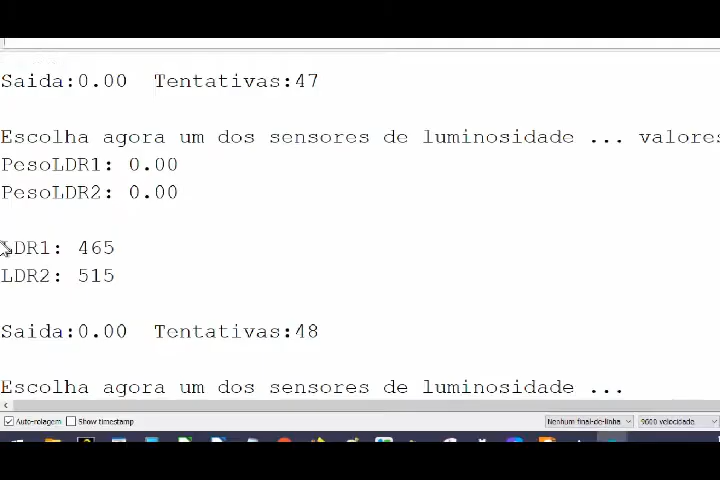 Saida:0.00  Tentativas:47
Escolha agora um dos sensores de luminosidade ... valores
PesoLDR1: 0.00
PesoLDR2: 0.00
LDR1: 465
LDR2: 515
Saida:0.00  Tentativas:48
Escolha agora um dos sensores de luminosidade ...
Auto-rolagem Show timestamp Nenhum final-de-linha 9600 velocidade